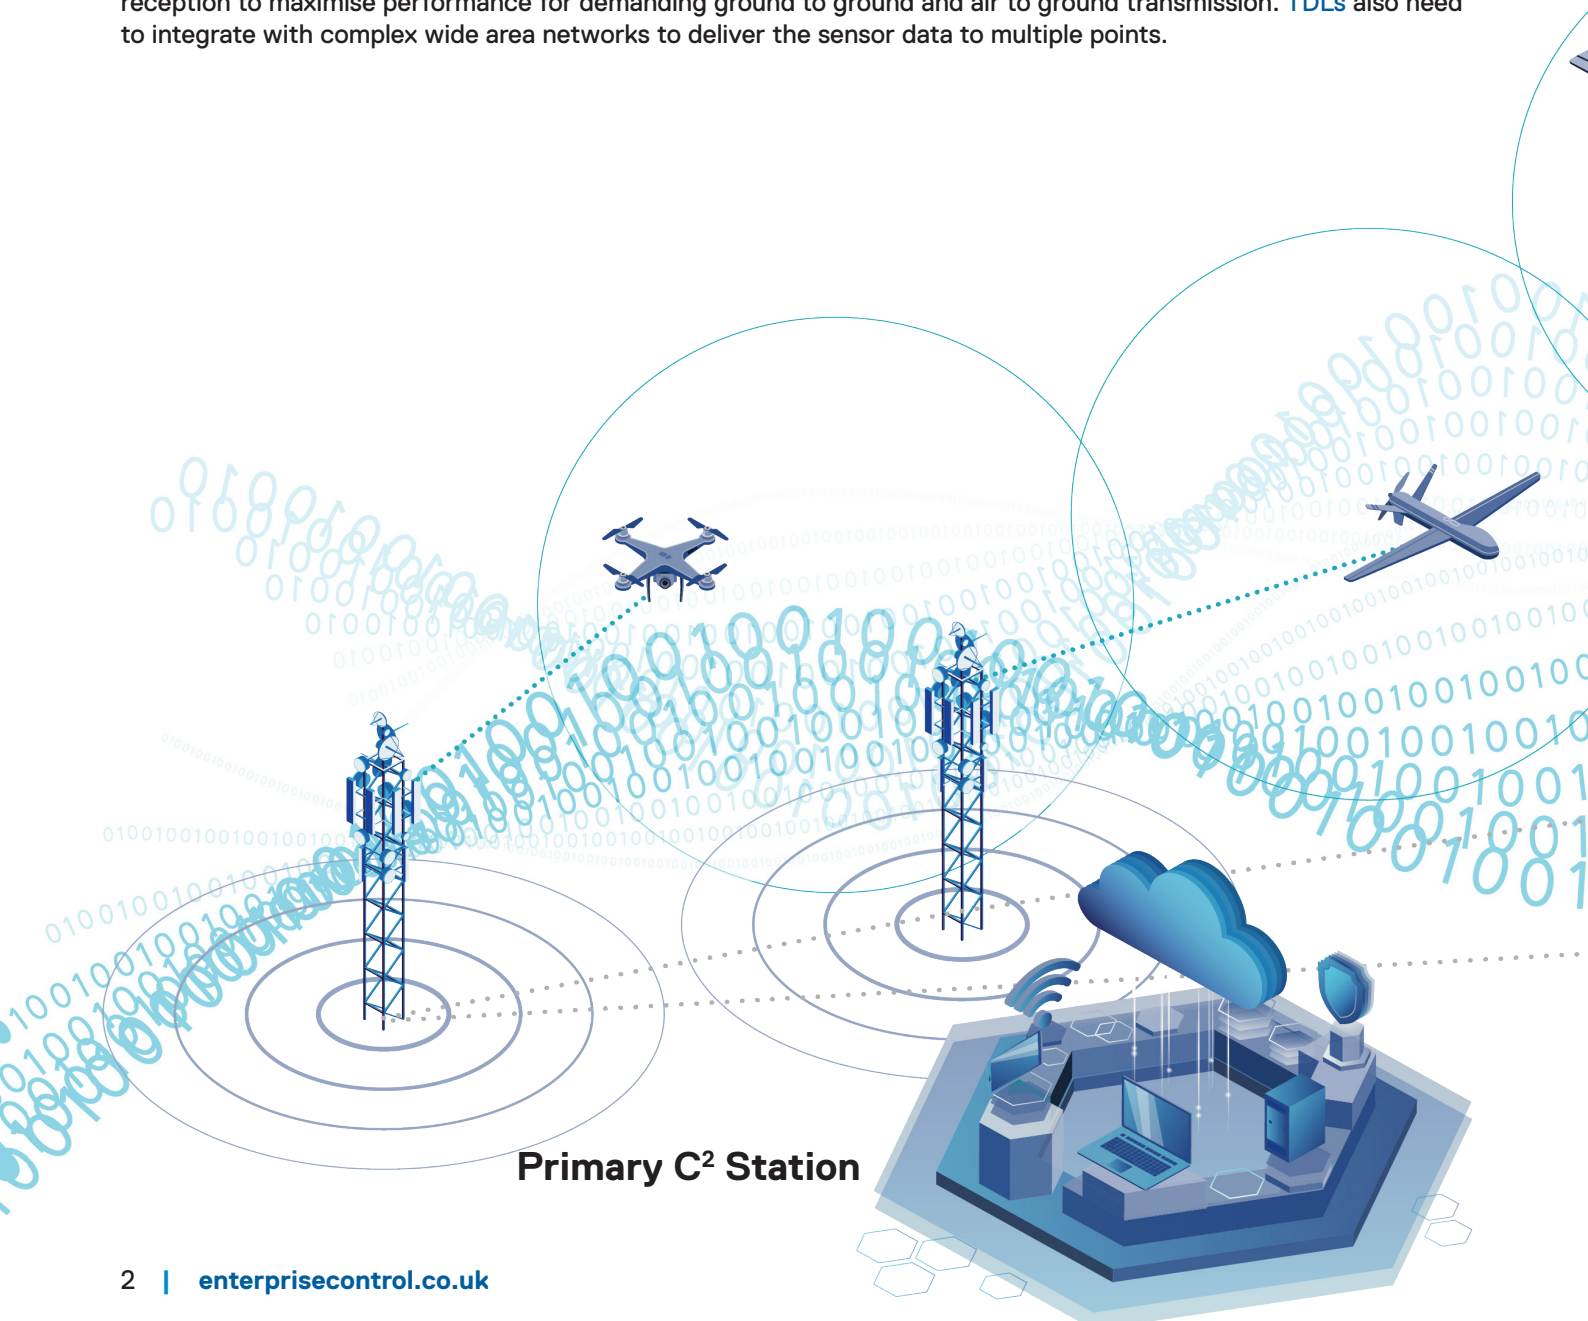 reception to maximise performance for demanding ground to ground and air to ground transmission. TDLs also need
to integrate with complex wide area networks to deliver the sensor data to multiple points.
Primary C² Station
2 | enterprisecontrol.co.uk